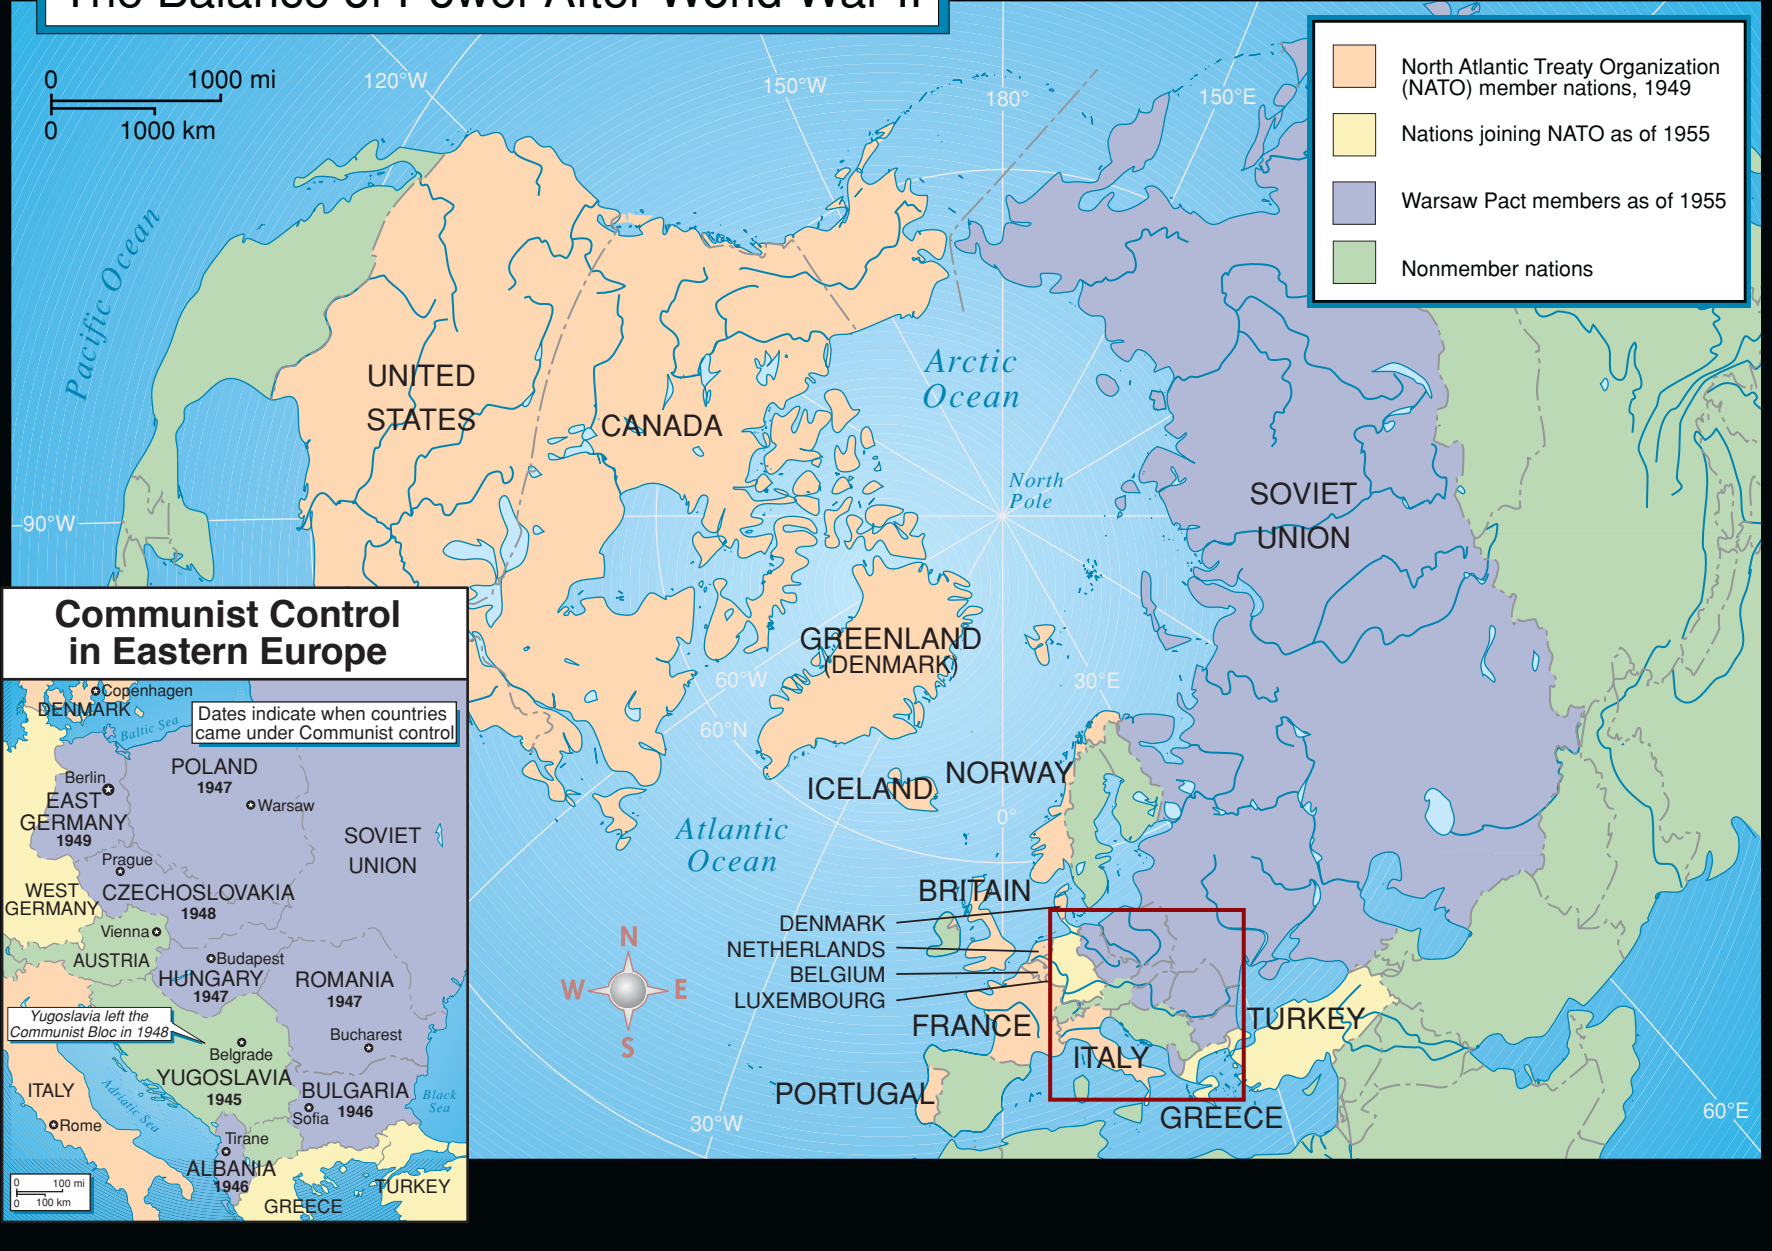 The Balance of Power After World War II
0 1000 mi
0 1000 km
120°W
150°W
180°
150°E
North Atlantic Treaty Organization
(NATO) member nations, 1949
Nations joining NATO as of 1955
Warsaw Pact members as of 1955
Nonmember nations
Pacific Ocean
UNITED
STATES
CANADA
Arctic
Ocean
North
Pole
SOVIET
UNION
90°W
GREENLAND
(DENMARK)
60°W
30°E
60°N
ICELAND
NORWAY
0°
Atlantic
Ocean
BRITAIN
DENMARK
NETHERLANDS
BELGIUM
LUXEMBOURG
N
W E
S
FRANCE
TURKEY
ITALY
PORTUGAL
GREECE
30°W
60°E
Communist Control
in Eastern Europe
Copenhagen
DENMARK
Baltic Sea
Dates indicate when countries
came under Communist control
POLAND
1947
Berlin
Warsaw
EAST
GERMANY
1949
SOVIET
UNION
Prague
WEST
GERMANY
CZECHOSLOVAKIA
1948
Vienna
AUSTRIA
Budapest
HUNGARY
1947
ROMANIA
1947
Yugoslavia left the
Communist Bloc in 1948
Bucharest
Belgrade
YUGOSLAVIA
1945
ITALY
Adriatic Sea
BULGARIA
1946
Black
Sea
Sofia
Rome
Tirane
ALBANIA
1946
TURKEY
GREECE
0 100 mi
0 100 km